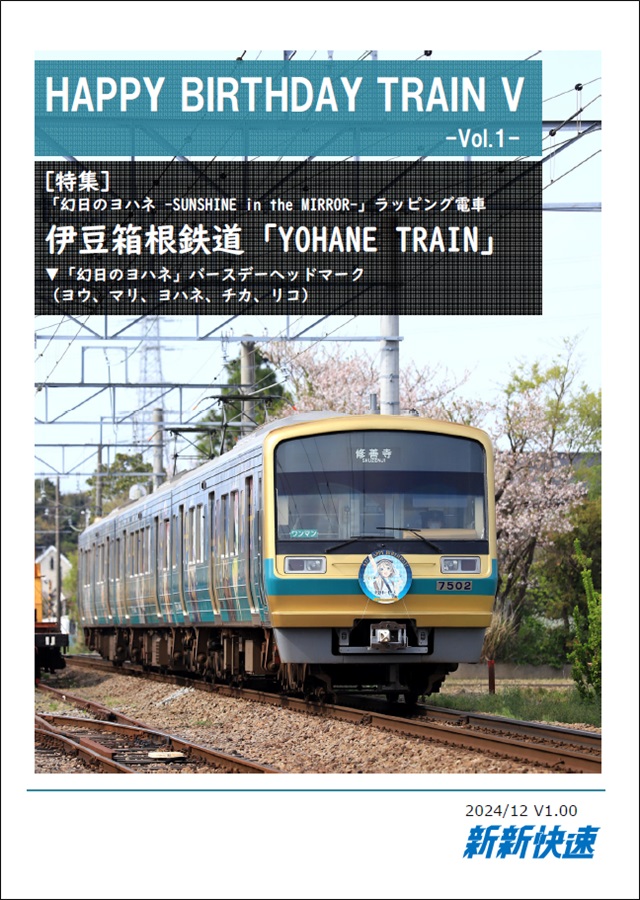 HAPPY BIRTHDAY TRAIN V
-Vol.1-
[特集]
「幻日のヨハネ -SUNSHINE in the MIRROR-」ラッピング電車
伊豆箱根鉄道「YOHANE TRAIN」
▼「幻日のヨハネ」バースデーヘッドマーク
（ヨウ、マリ、ヨハネ、チカ、リコ）
修善寺
ワンマン
HAPPY BIRTHDAY
7502
2024/12 V1.00
新新快速